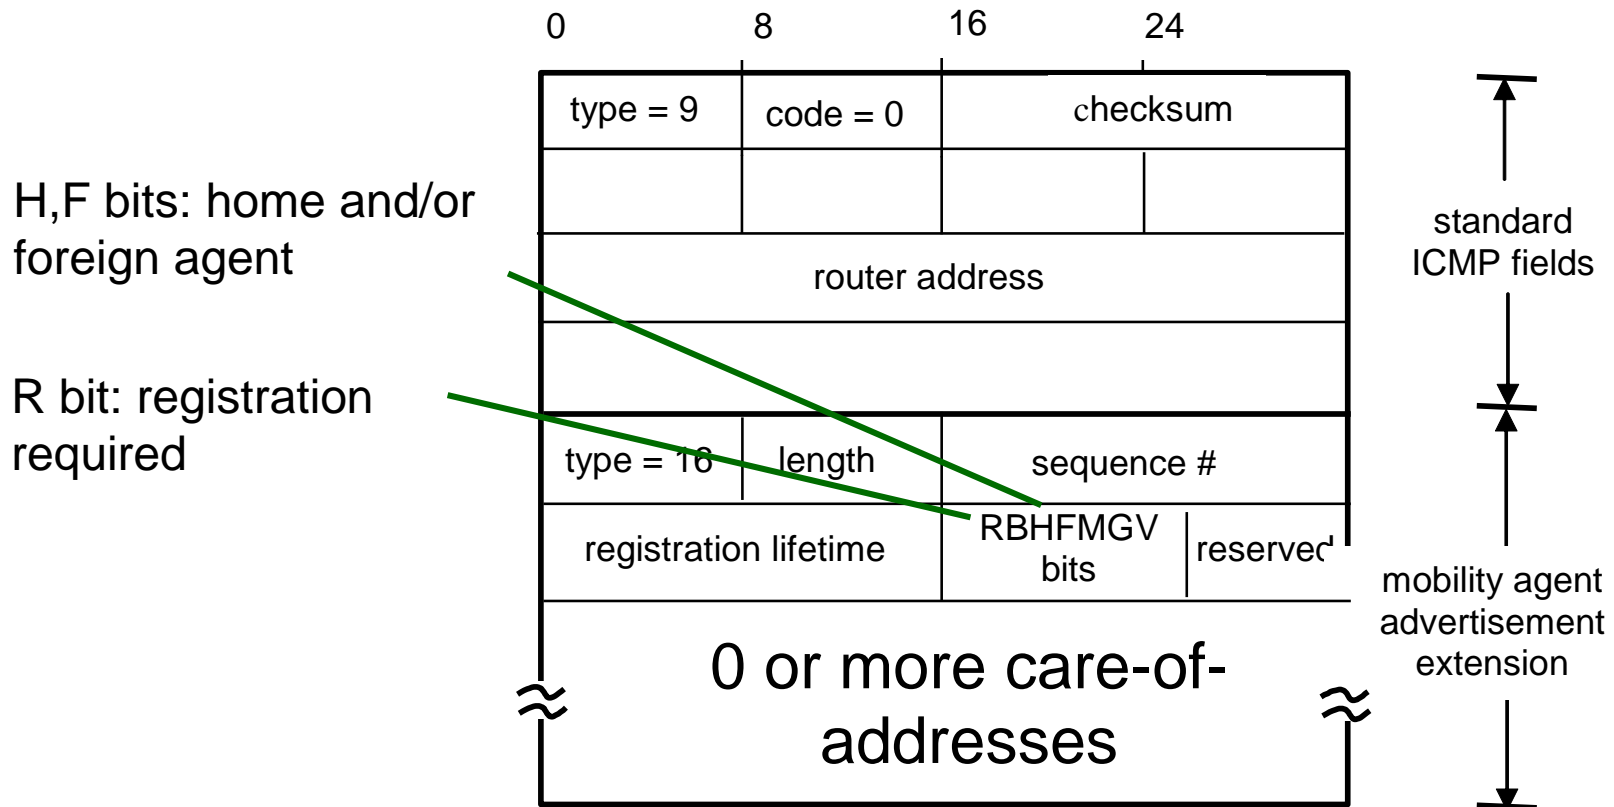 0 8 16 24
type = 9 code = 0 checksum
H,F bits: home and/or
foreign agent
standard
ICMP fields
router address
R bit: registration
required
type = 16 length sequence #
registration lifetime RBHFMGV
bits reserved
mobility agent
advertisement
extension
0 or more care-of-
addresses